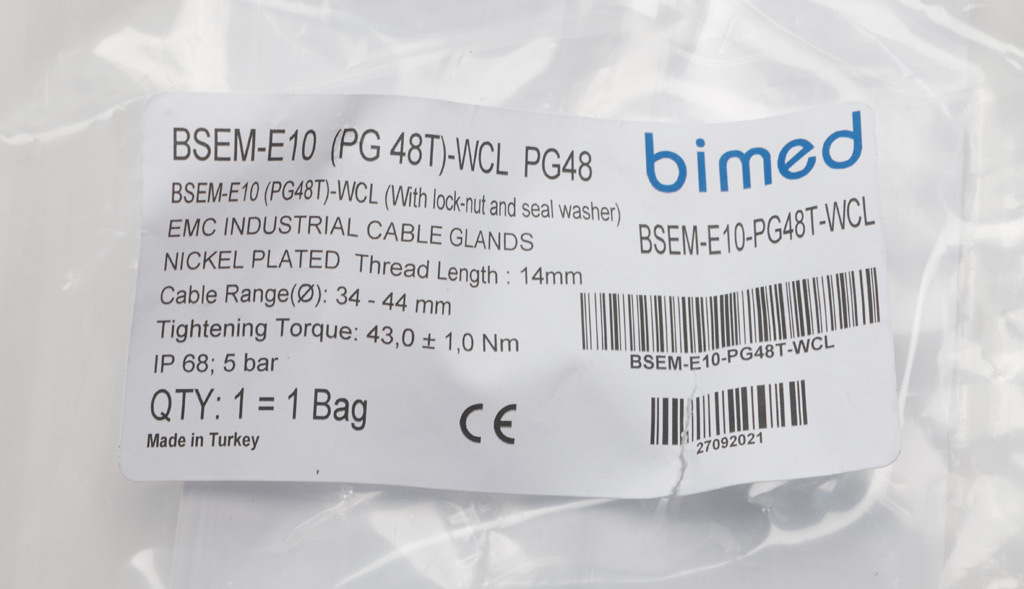 BSEM-E10 (PG 48T)-WCL PG48
BSEM-E10 (PG48T)-WCL (With lock-nut and seal washer)
EMC INDUSTRIAL CABLE GLANDS
NICKEL PLATED Thread Length : 14mm
Cable Range(Ø): 34 - 44 mm
Tightening Torque: 43,0 ± 1,0 Nm
IP 68; 5 bar
QTY: 1 = 1 Bag
Made in Turkey
CE
bimed
BSEM-E10-PG48T-WCL
BSEM-E10-PG48T-WCL
27092021